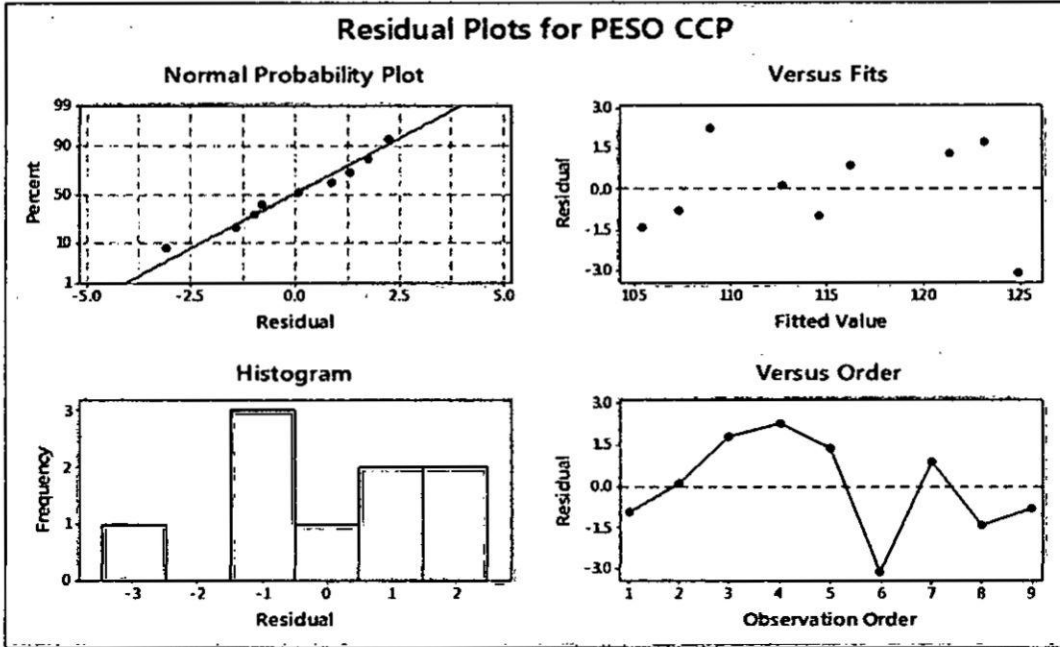 Residual Plots for PESO CCP
Normal Probability Plot
99
90
50
10
1
Percent
-5.0 -2.5 0.0 2.5 5.0
Residual
Versus Fits
3.0
1.5
0.0
-1.5
-3.0
Residual
105 110 115 120 125
Fitted Value
Histogram
3
2
1
0
Frequency
-3 -2 -1 0 1 2
Residual
Versus Order
3.0
1.5
0.0
-1.5
-3.0
Residual
1 2 3 4 5 6 7 8 9
Observation Order